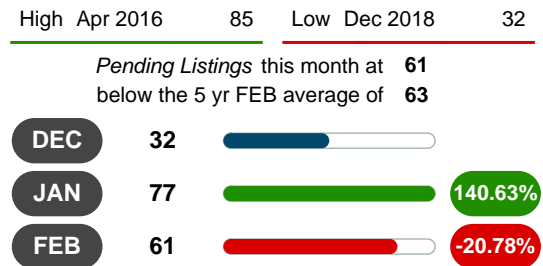 High Apr 2016 85 Low Dec 2018 32
Pending Listings this month at 61
below the 5 yr FEB average of 63
DEC 32
JAN 77 140.63%
FEB 61 -20.78%